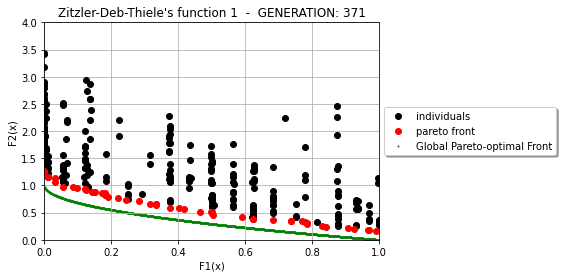 Zitzler-Deb-Thiele's function 1 - GENERATION: 371
4.0
3.5
3.0
2.5
2.0
1.5
1.0
0.5
0.0
F2(x)
0.0 0.2 0.4 0.6 0.8 1.0
F1(x)
individuals
pareto front
Global Pareto-optimal Front